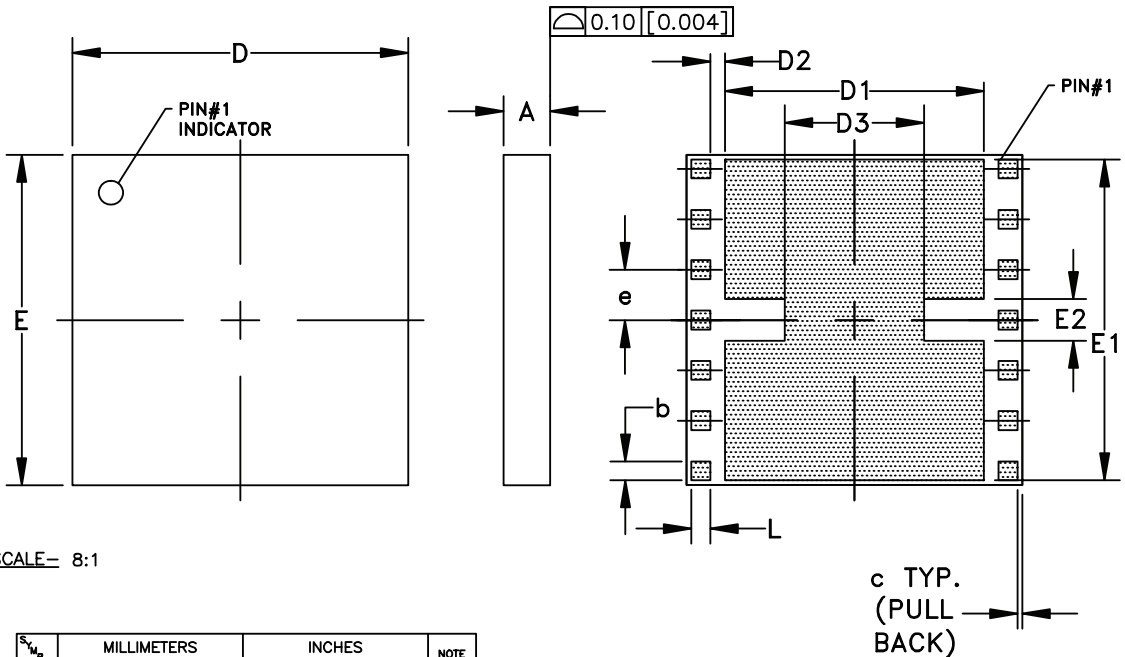 0.10 [0.004]
D
D2
PIN#1
INDICATOR
A
D1
D3
PIN#1
E
e
E2
E1
b
L
SCALE- 8:1
c TYP.
(PULL
BACK)
MILLIMETERS INCHES NOTE